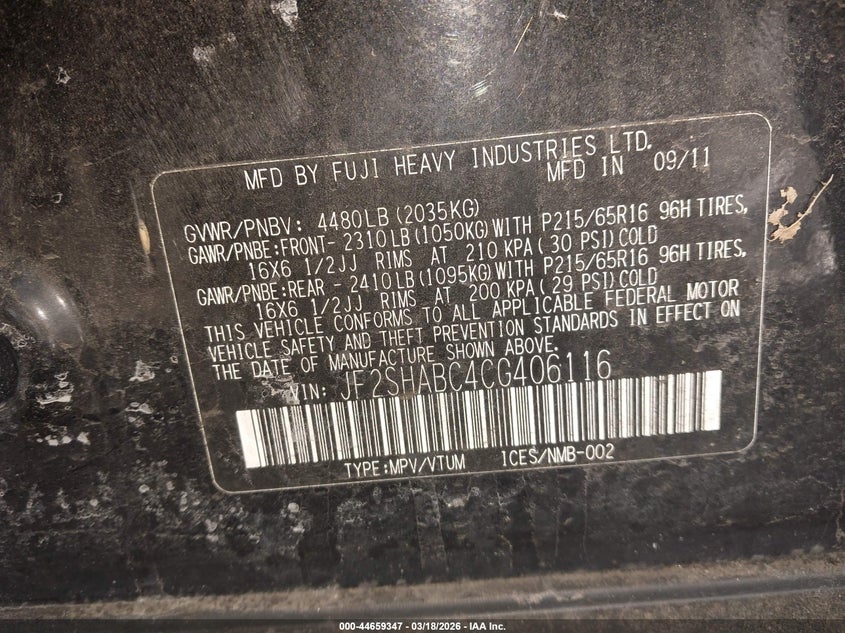 MFD BY FUJI HEAVY INDUSTRIES LTD.
MFD IN 09/11
GVWR/PNBV: 4480LB(2035KG)
GAWR/PNBE:FRONT- 2310LB(1050KG)WITH P215/65R16 96H TIRES,
16X6 1/2JJ RIMS AT 210 KPA(30 PSI)COLD
GAWR/PNBE:REAR - 2410LB(1095KG)WITH P215/65R16 96H TIRES,
16X6 1/2JJ RIMS AT 200 KPA(29 PSI)COLD
THIS VEHICLE CONFORMS TO ALL APPLICABLE FEDERAL MOTOR
VEHICLE SAFETY AND THEFT PREVENTION STANDARDS IN EFFECT ON
THE DATE OF MANUFACTURE SHOWN ABOVE.
VIN: JF2SHABC4CG406116
TYPE:MPV/VTUM ICES/NMB-002
000-44659347 - 03/18/2026 - IAA Inc.